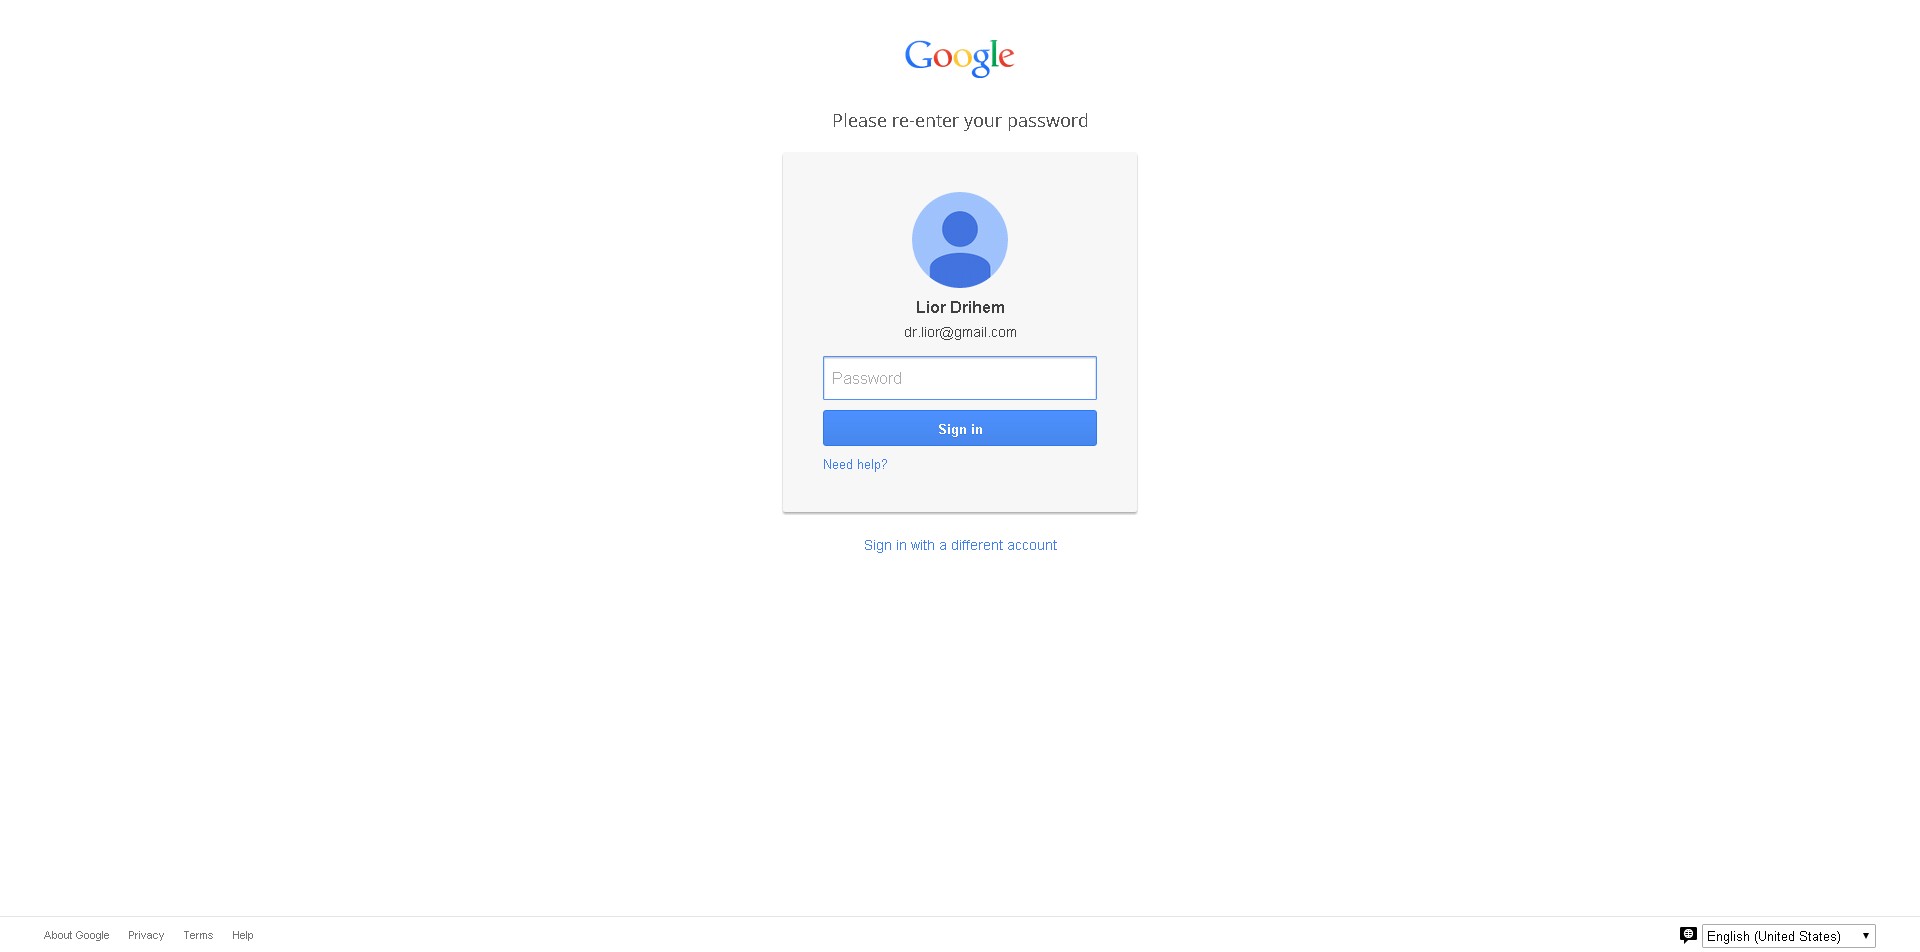 Google
Please re-enter your password
Lior Drihem
dr.lior@gmail.com
Password
Sign in
Need help?
Sign in with a different account
About Google Privacy Terms Help
English (United States)